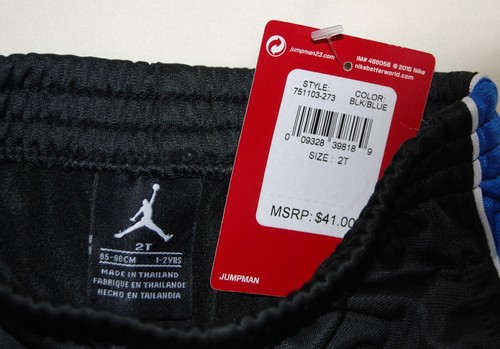 jumpman23.com
IM# 466056 © 2015 Nike
nikebetterworld.com
STYLE:
751103-273
COLOR:
BLK/BLUE
0 09328 39818 9
SIZE : 2T
MSRP: $41.00
JUMPMAN
2T
85-90CM 1-2YRS
MADE IN THAILAND
FABRIQUE EN THAILANDE
HECHO EN TAILANDIA